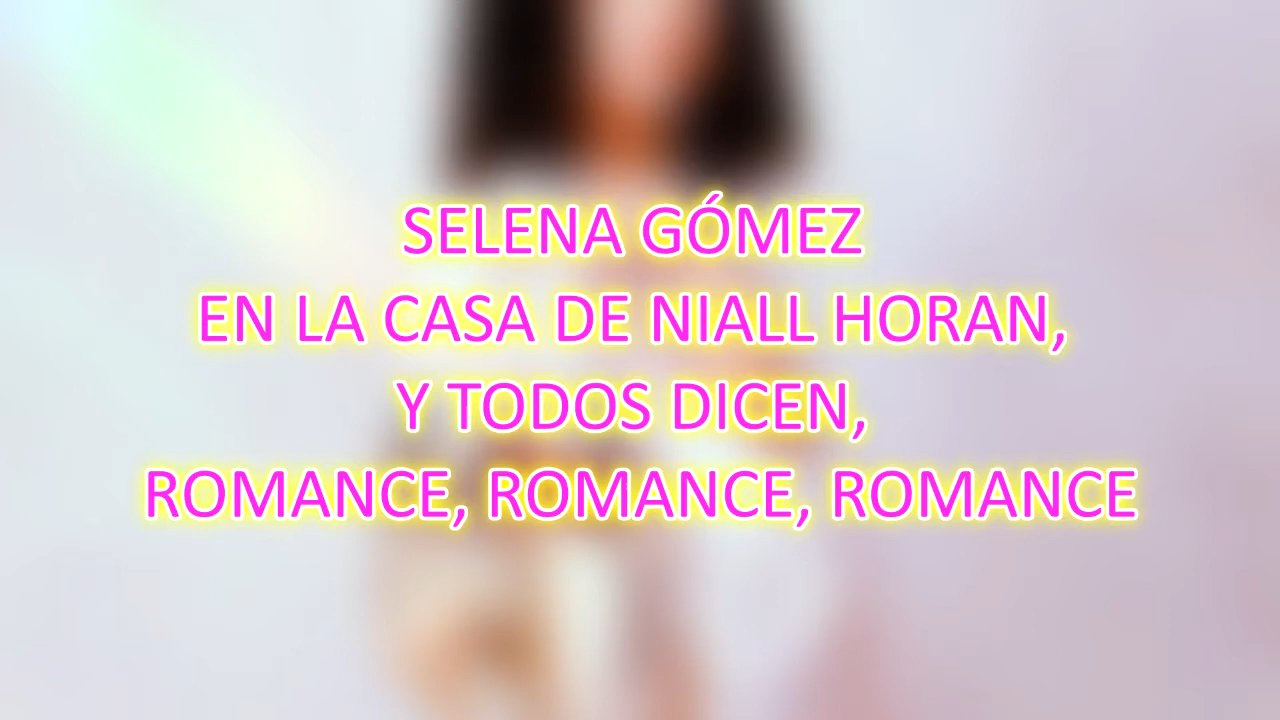 SELENA GÓMEZ
EN LA CASA DE NIALL HORAN,
Y TODOS DICEN,
ROMANCE, ROMANCE, ROMANCE